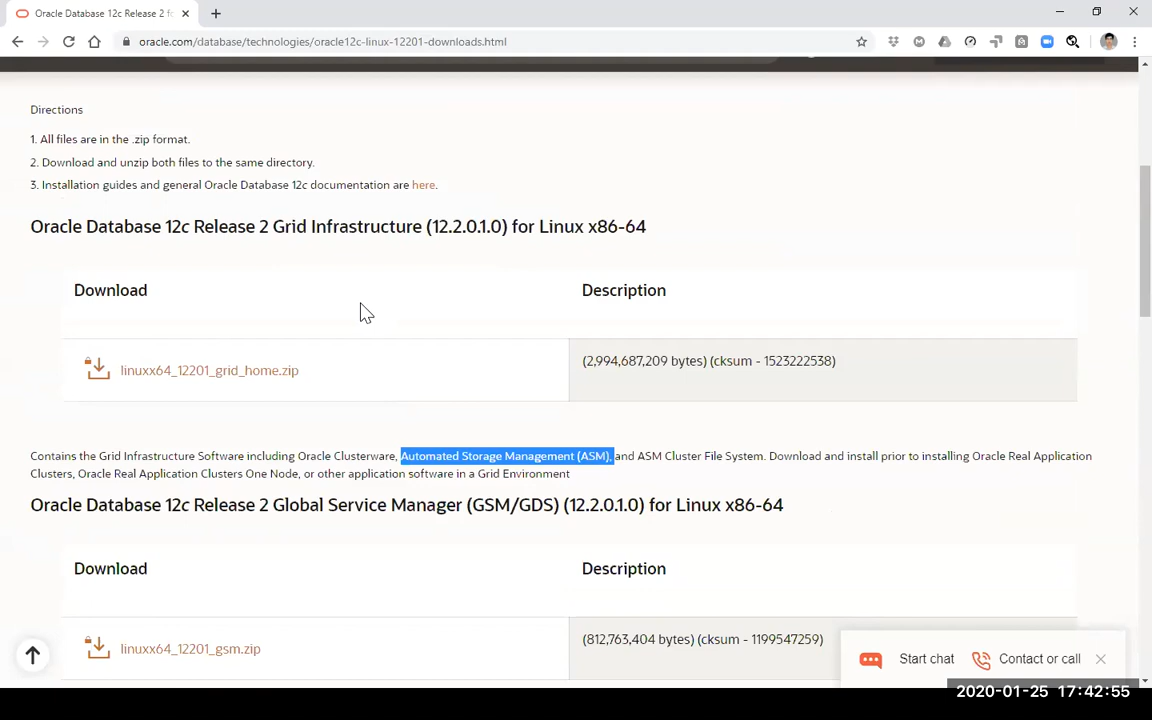 Oracle Database 12c Release 2 fo
oracle.com/database/technologies/oracle12c-linux-12201-downloads.html
Directions
1. All files are in the .zip format.
2. Download and unzip both files to the same directory.
3. Installation guides and general Oracle Database 12c documentation are here.
Oracle Database 12c Release 2 Grid Infrastructure (12.2.0.1.0) for Linux x86-64
Download Description
linuxx64_12201_grid_home.zip (2,994,687,209 bytes) (cksum - 1523222538)
Contains the Grid Infrastructure Software including Oracle Clusterware, Automated Storage Management (ASM), and ASM Cluster File System. Download and install prior to installing Oracle Real Application
Clusters, Oracle Real Application Clusters One Node, or other application software in a Grid Environment
Oracle Database 12c Release 2 Global Service Manager (GSM/GDS) (12.2.0.1.0) for Linux x86-64
Download Description
linuxx64_12201_gsm.zip (812,763,404 bytes) (cksum - 1199547259)
Start chat Contact or call
2020-01-25 17:42:55